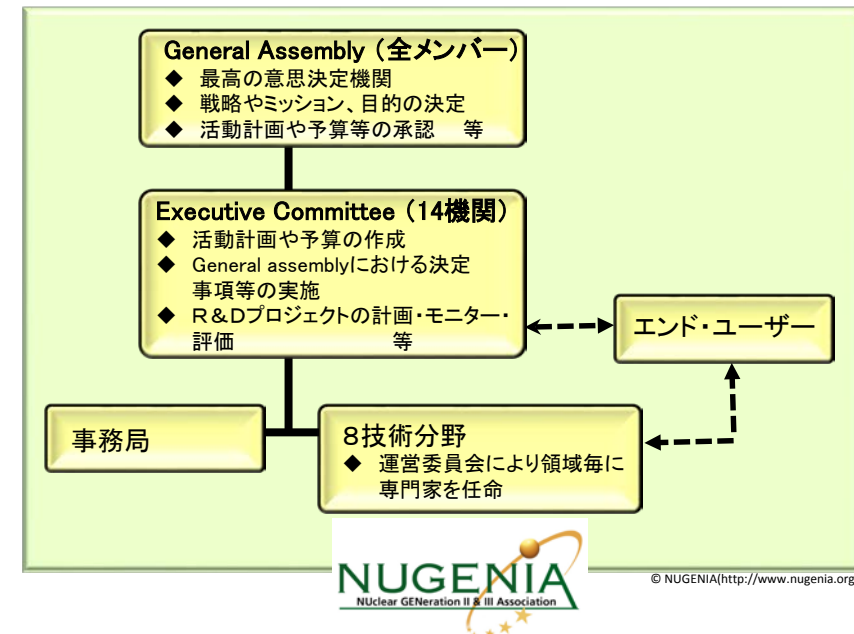 General Assembly（全メンバー）
◆ 最高の意思決定機関
◆ 戦略やミッション、目的の決定
◆ 活動計画や予算等の承認　等
Executive Committee（14機関）
◆ 活動計画や予算の作成
◆ General assemblyにおける決定
事項等の実施
◆ Ｒ＆Ｄプロジェクトの計画・モニター・
評価　等
エンド・ユーザー
事務局
８技術分野
◆ 運営委員会により領域毎に
専門家を任命
NUGENIA
NUclear GENeration II & III Association
© NUGENIA(http://www.nugenia.org